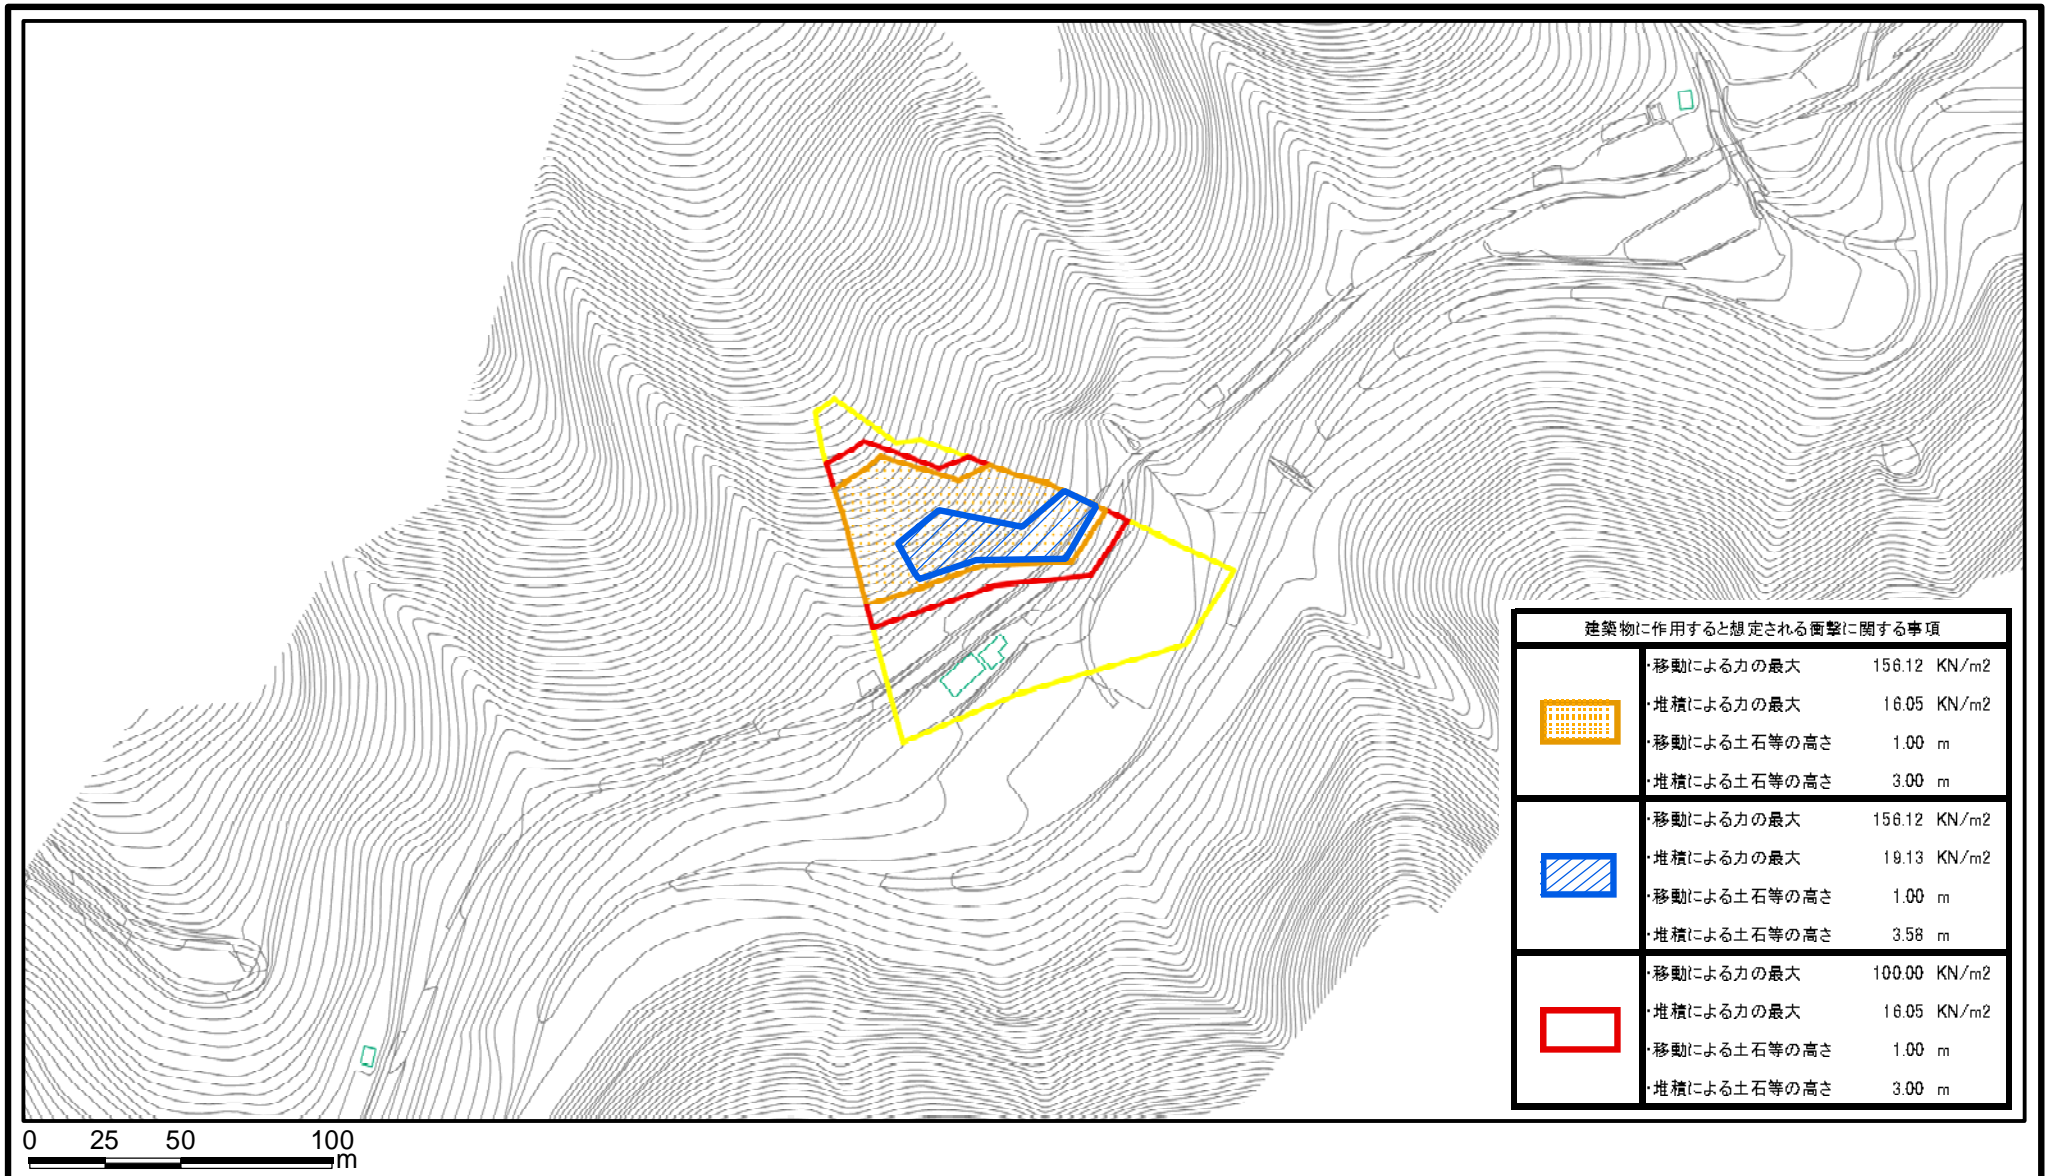 建築物に作用すると想定される衝撃に関する事項
・移動による力の最大 156.12 KN/m2
・堆積による力の最大 16.05 KN/m2
・移動による土石等の高さ 1.00 m
・堆積による土石等の高さ 3.00 m
・移動による力の最大 156.12 KN/m2
・堆積による力の最大 19.13 KN/m2
・移動による土石等の高さ 1.00 m
・堆積による土石等の高さ 3.58 m
・移動による力の最大 100.00 KN/m2
・堆積による力の最大 16.05 KN/m2
・移動による土石等の高さ 1.00 m
・堆積による土石等の高さ 3.00 m
0 25 50 100
m